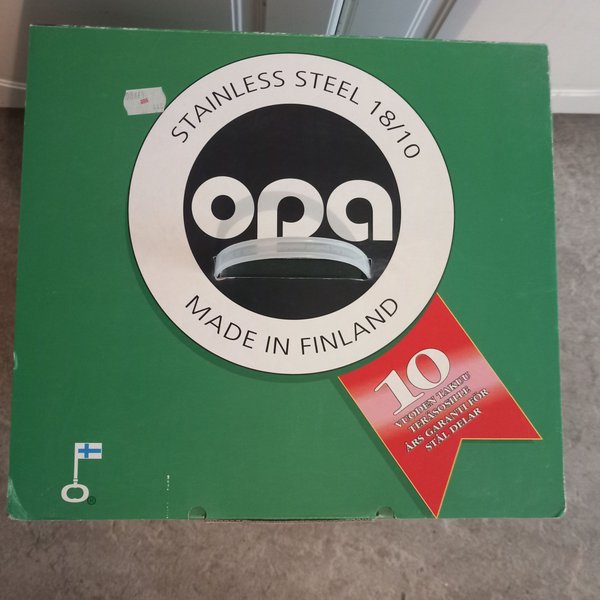 STAINLESS STEEL 18/10
opa
MADE IN FINLAND
10
VUODEN TAKUU
TERÄSOSILLE
ÅRS GARANTI FÖR
STÅL DELAR
®